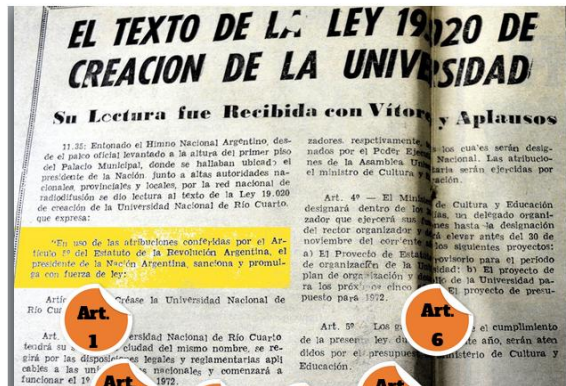 EL TEXTO DE LA LEY 19.020 DE
CREACION DE LA UNIVERSIDAD
Su Lectura fue Recibida con Vítores y Aplausos
11.35: Entonado el Himno Nacional Argentino, des-
de el palco oficial levantado a la altura del primer piso
del Palacio Municipal, donde se hallaban ubicado el
presidente de la Nación, junto a altas autoridades na-
cionales, provinciales y locales, por la red nacional de
radiodifusión se dio lectura al texto de la Ley 19.020
de creación de la Universidad Nacional de Río Cuarto,
que expresa:
"En uso de las atribuciones conferidas por el Ar-
tículo 5º del Estatuto de la Revolución Argentina, el
presidente de la Nación Argentina, sanciona y promul-
ga con fuerza de ley:
Créase la Universidad Nacional de
Río
Art.
1
Nacional de Río Cuarto
tendrá su ciudad del mismo nombre, se re-
girá por las disposiciones legales y reglamentarias apli
cables a las nacionales y comenzará a
funcionar el 1º 1972.
Art.
zadores, respectivamente, los cuales serán desig-
nados por el Poder Nacional. Las atribucio-
nes de la Asamblea serán ejercidas por
el ministro de Cultura y
Art. 4º — El de Cultura y Educación
designará dentro de los días, un delegado organi-
zador que ejercerá sus hasta la designación
del rector organizador y elevar antes del 30 de
noviembre del corriente los siguientes proyectos:
a) El Proyecto de provisorio para el período
de organización de la b) El proyecto de
plan de organización y de la Universidad pa-
ra los próximos cinco El proyecto de presu-
puesto para 1972.
Art.
6
Art. 5º — Los el cumplimiento
de la presente ley, año, serán aten
didos por el presupuesto Ministerio de Cultura y
Educación.
Art.